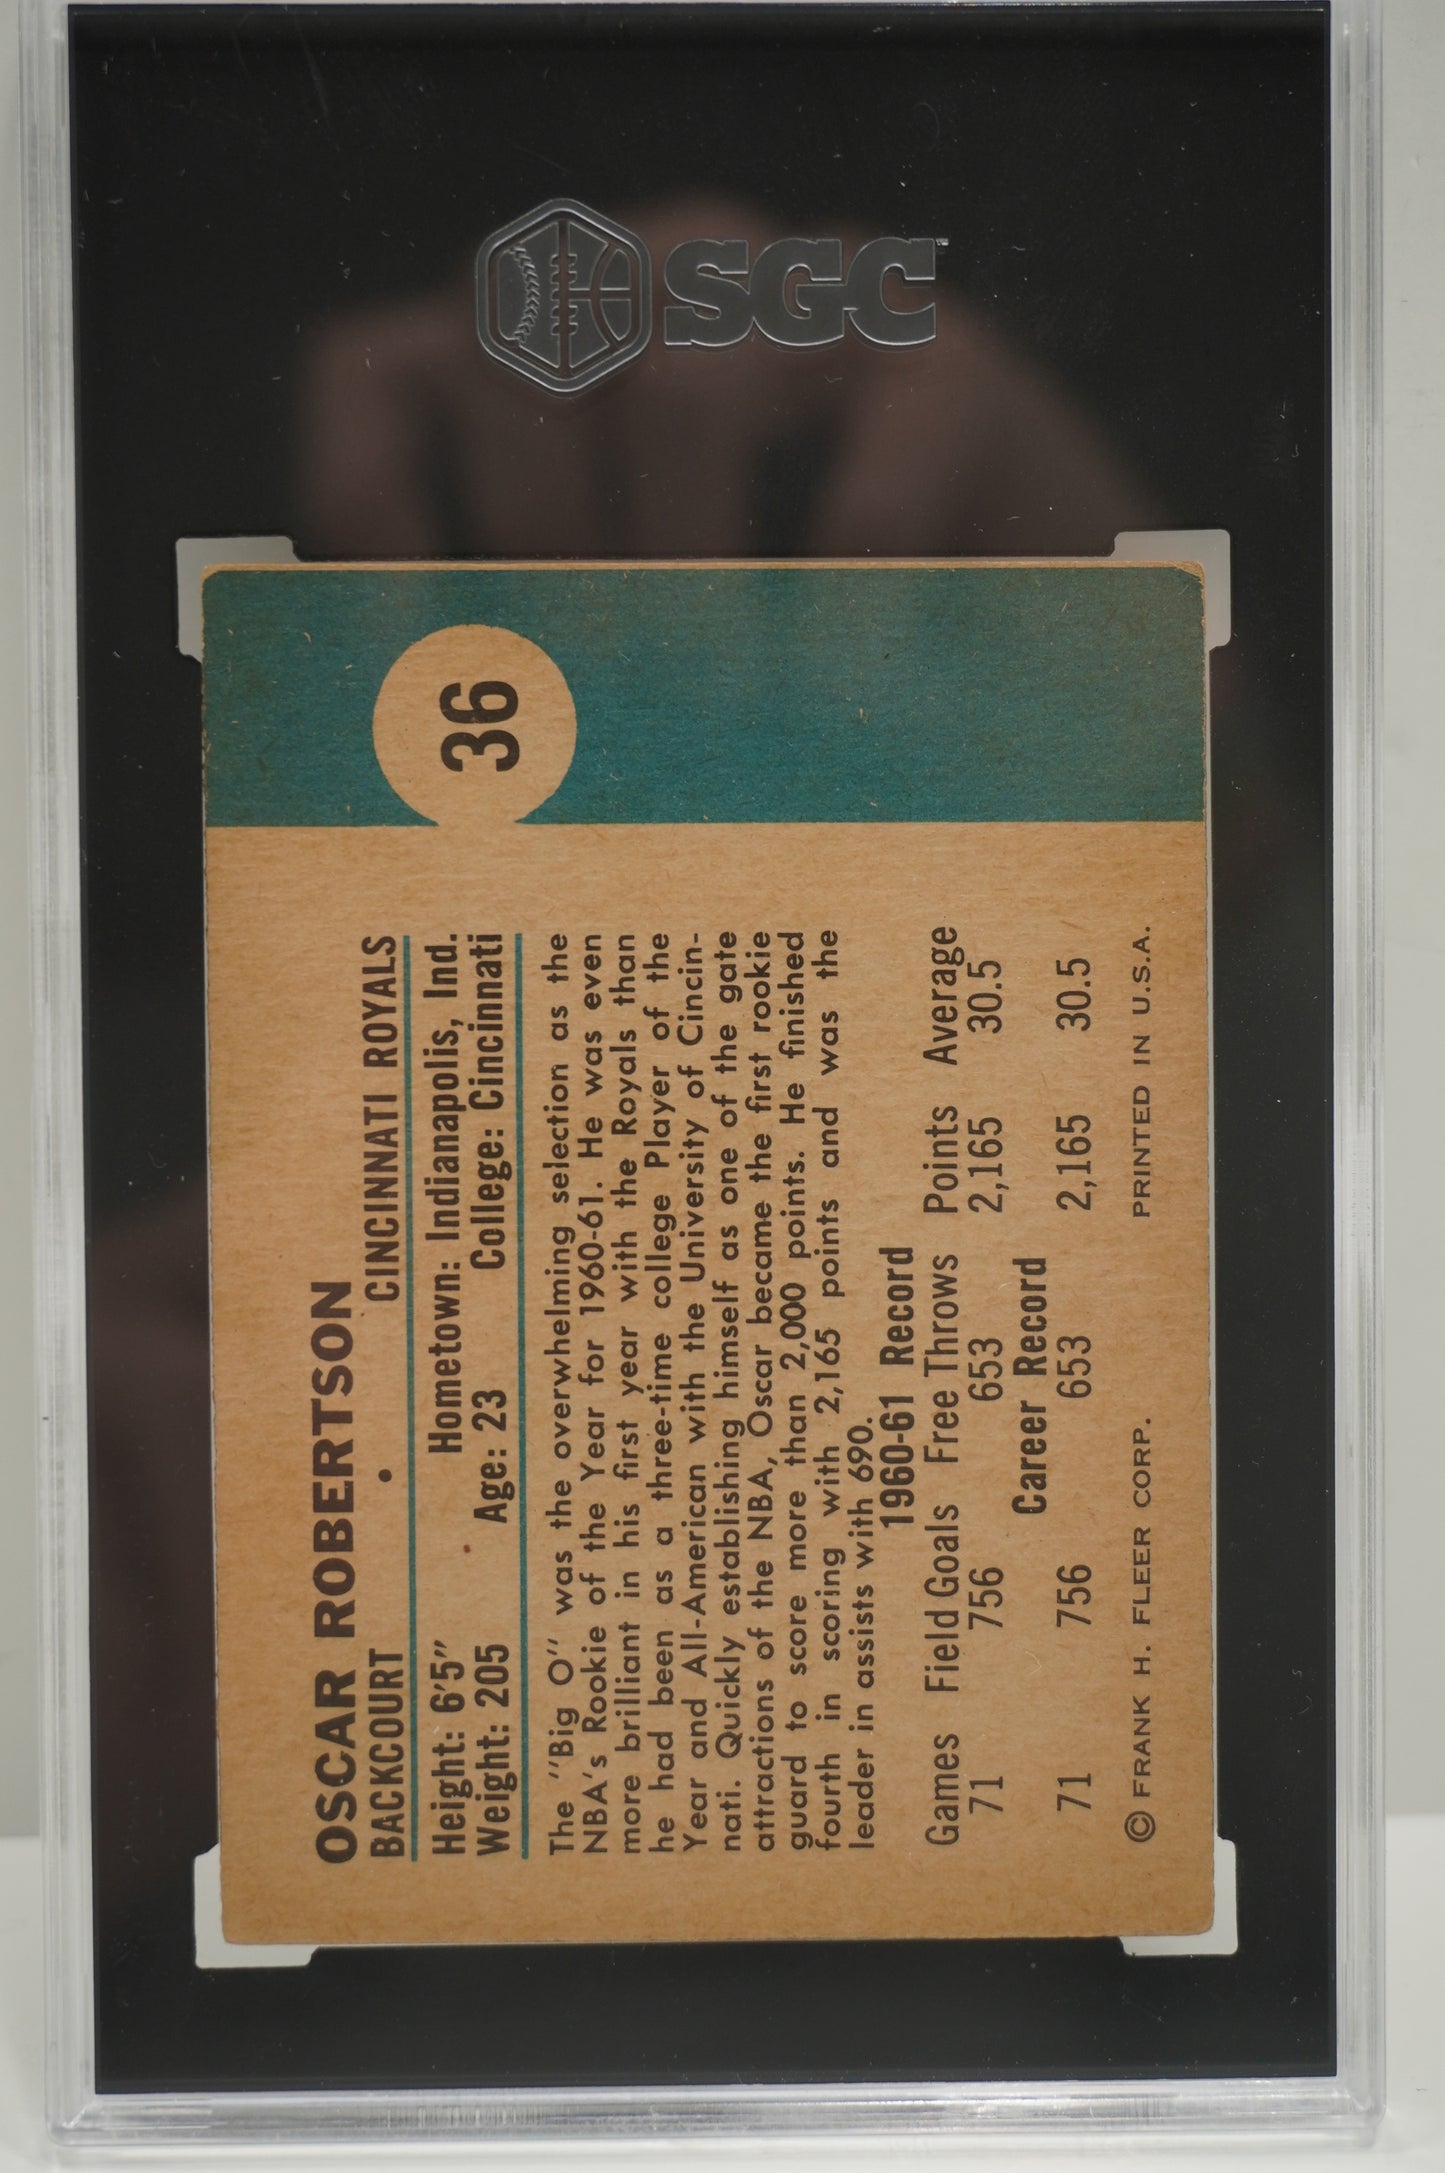 SGC
36
OSCAR ROBERTSON
BACKCOURT • CINCINNATI ROYALS
Height: 6'5" Hometown: Indianapolis, Ind.
Weight: 205 Age: 23 College: Cincinnati
The "Big O" was the overwhelming selection as the
NBA's Rookie of the Year for 1960-61. He was even
more brilliant in his first year with the Royals than
he had been as a three-time college Player of the
Year and All-American with the University of Cincin-
nati. Quickly establishing himself as one of the gate
attractions of the NBA, Oscar became the first rookie
guard to score more than 2,000 points. He finished
fourth in scoring with 2,165 points and was the
leader in assists with 690.
1960-61 Record
Games Field Goals Free Throws Points Average
71 756 653 2,165 30.5
Career Record
71 756 653 2,165 30.5
© FRANK H. FLEER CORP. PRINTED IN U.S.A.